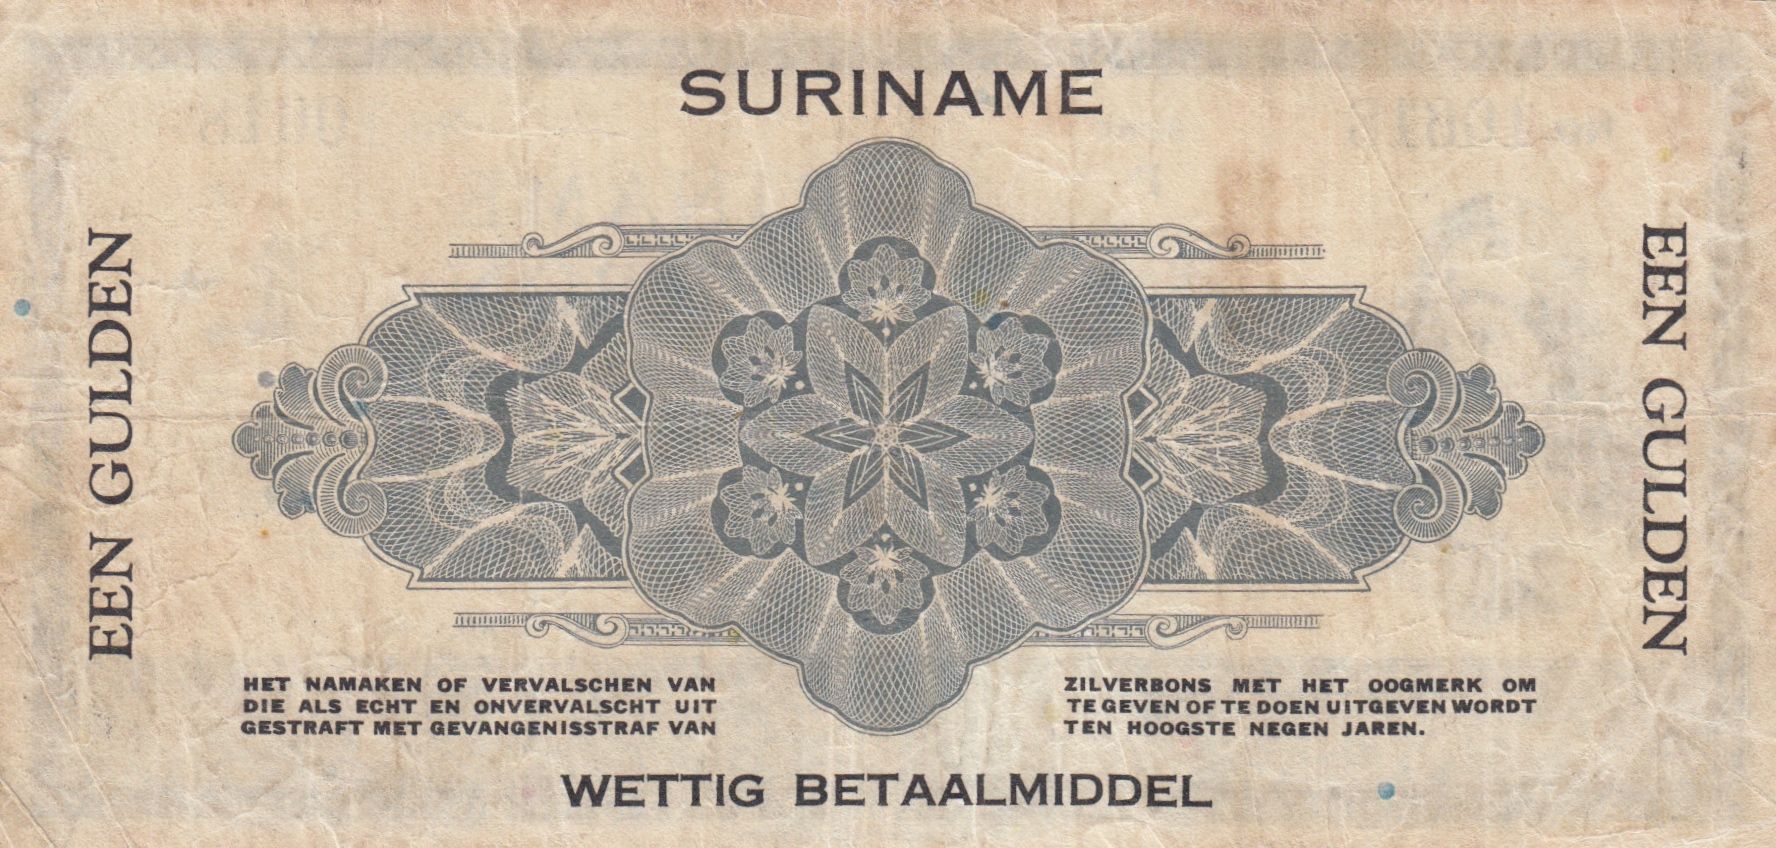 SURINAME
EEN GULDEN
EEN GULDEN
HET NAMAKEN OF VERVALSCHEN VAN
DIE ALS ECHT EN ONVERVALSCHT UIT
GESTRAFT MET GEVANGENISSTRAF VAN
ZILVERBONS MET HET OOGMERK OM
TE GEVEN OF TE DOEN UITGEVEN WORDT
TEN HOOGSTE NEGEN JAREN.
WETTIG BETAALMIDDEL